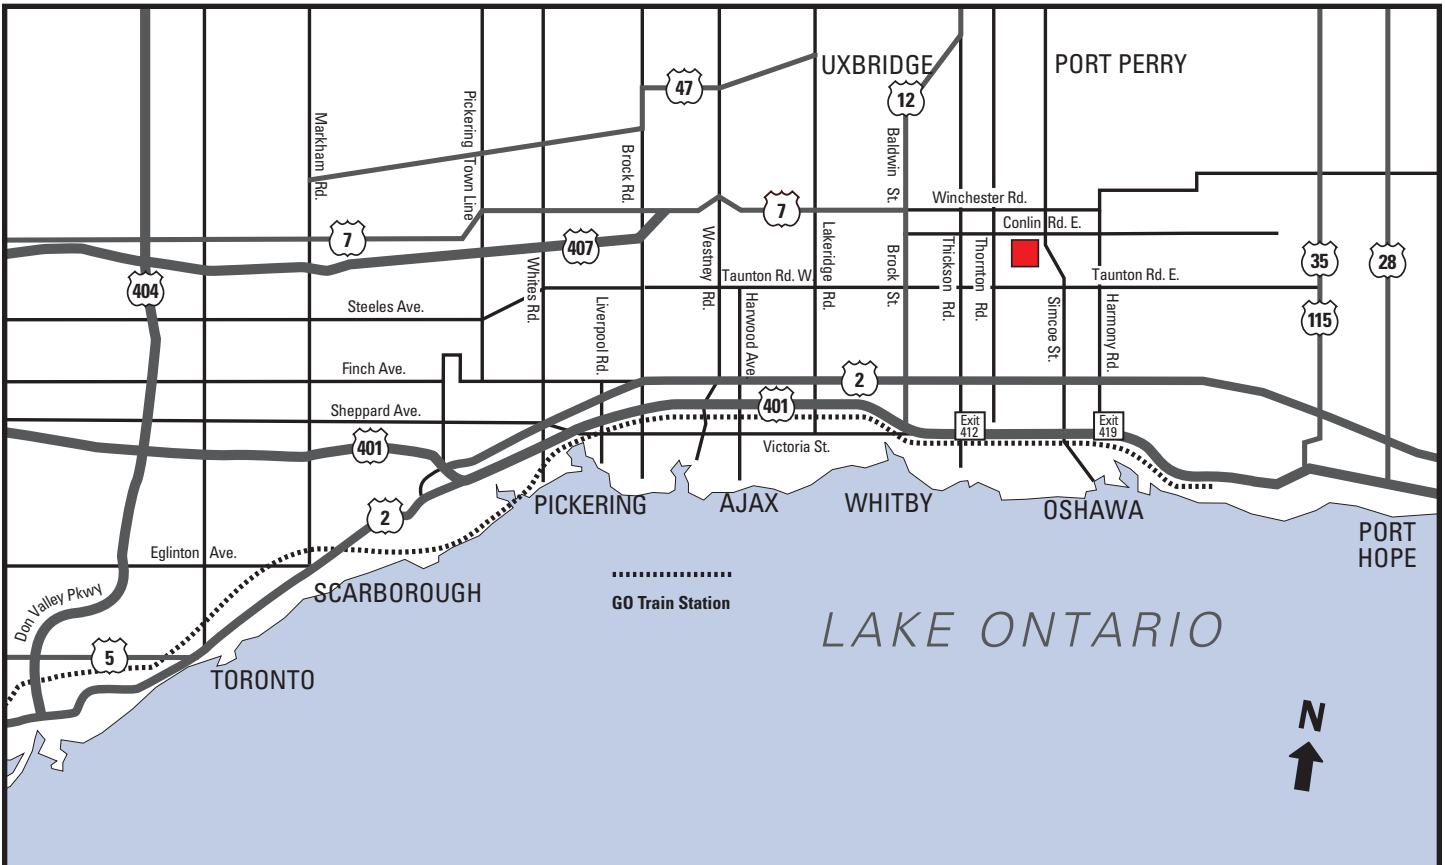 UXBRIDGE
PORT PERRY
47
12
Markham Rd.
Pickering Town Line
Brock Rd.
Baldwin St.
Winchester Rd.
7
Conlin Rd. E.
7
407
Westney Rd.
Lakeridge Rd.
Brock St.
Thickson Rd.
Thornton Rd.
35
28
404
Whites Rd.
Taunton Rd. W.
Taunton Rd. E.
Steeles Ave.
Liverpool Rd.
Harwood Ave.
Simcoe St.
Harmony Rd.
115
Finch Ave.
2
Sheppard Ave.
401
Exit
412
Exit
419
401
Victoria St.
2
PICKERING
AJAX
WHITBY
OSHAWA
PORT
HOPE
Eglinton Ave.
SCARBOROUGH
GO Train Station
Don Valley Pkwy
LAKE ONTARIO
5
TORONTO
N